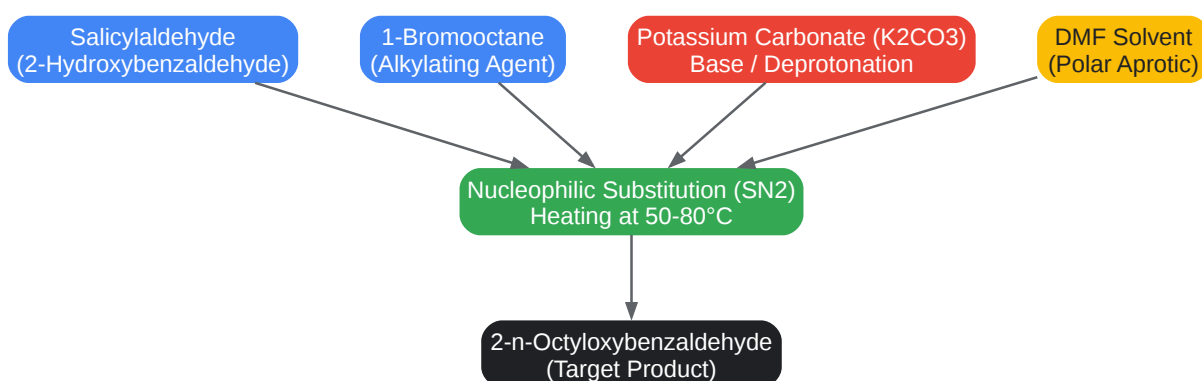 Salicylaldehyde
(2-Hydroxybenzaldehyde)
1-Bromooctane
(Alkylating Agent)
Potassium Carbonate (K2CO3)
Base / Deprotonation
DMF Solvent
(Polar Aprotic)
Nucleophilic Substitution (SN2)
Heating at 50-80°C
2-n-Octyloxybenzaldehyde
(Target Product)